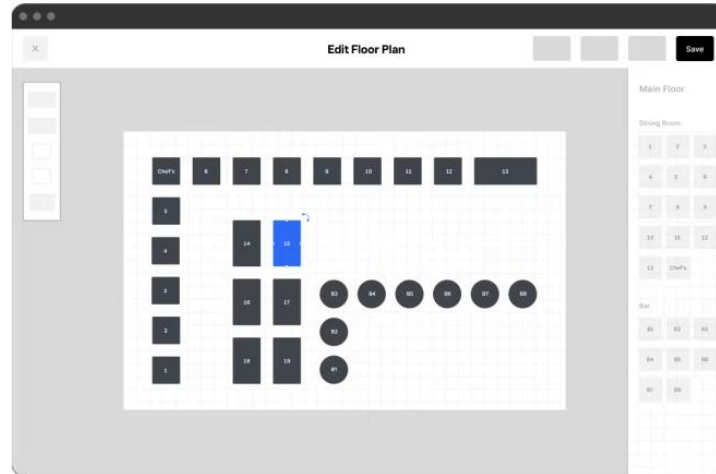 Edit Floor Plan
Save
Main Floor
Dining Room
1 2 3
4 5 6
7 8 9
10 11 12
13 Chef's
Bar
B1 B2 B3
B4 B5 B6
B7 B8
Chef's 6 7 8 9 10 11 12 13
5
4
3
2
1
14 15
16 17
18 19
B3 B4 B5 B6 B7 B8
B2
B1